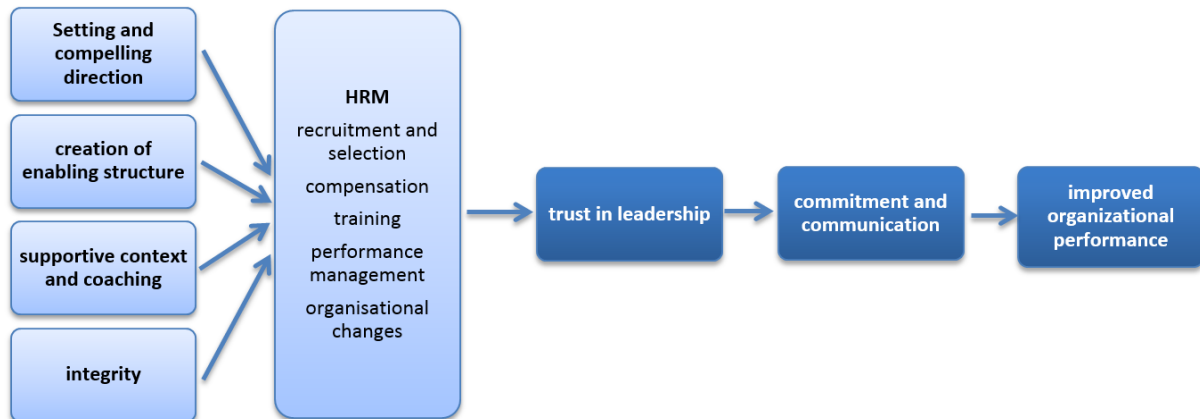 Setting and
compelling
direction
creation of
enabling structure
supportive context
and coaching
integrity
HRM
recruitment and
selection
compensation
training
performance
management
organisational
changes
trust in leadership
commitment and
communication
improved
organizational
performance